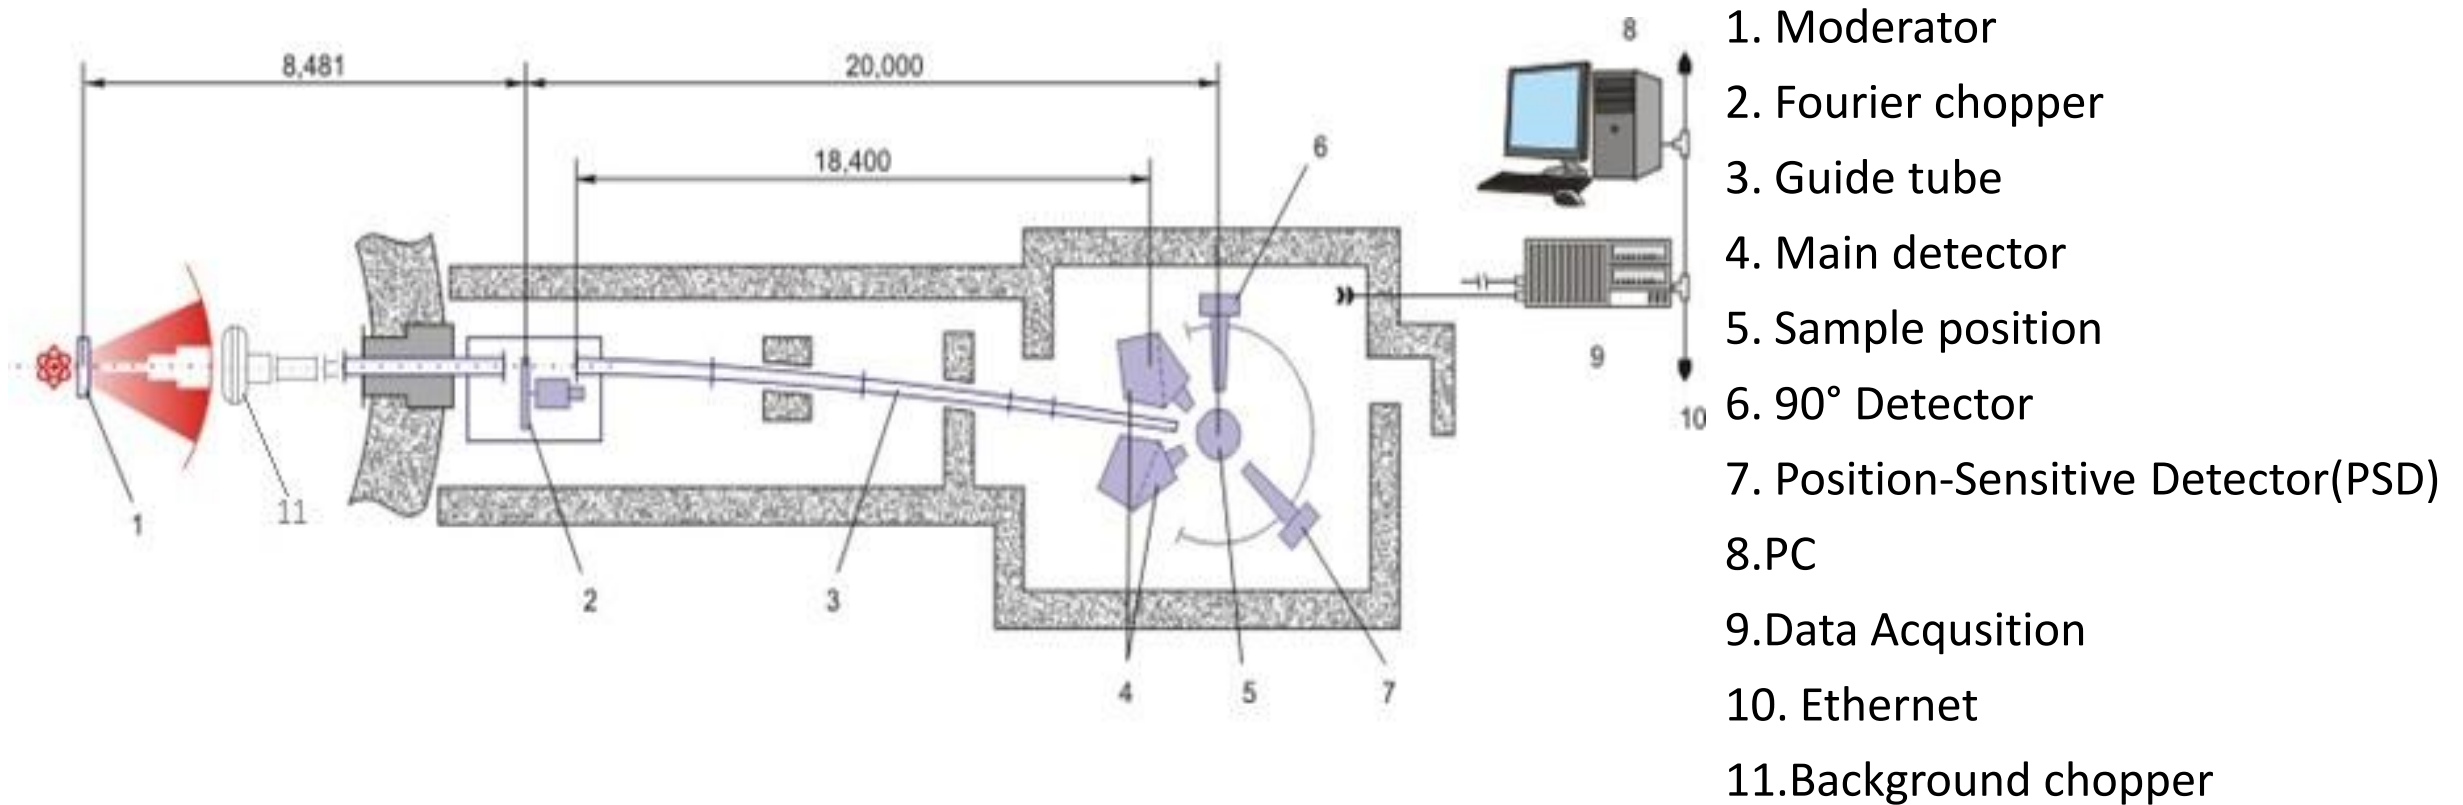 8,481
20,000
18,400
6
8
9
10
11
1
2
3
4
5
7
1. Moderator
2. Fourier chopper
3. Guide tube
4. Main detector
5. Sample position
6. 90° Detector
7. Position-Sensitive Detector(PSD)
8.PC
9.Data Acqusition
10. Ethernet
11.Background chopper